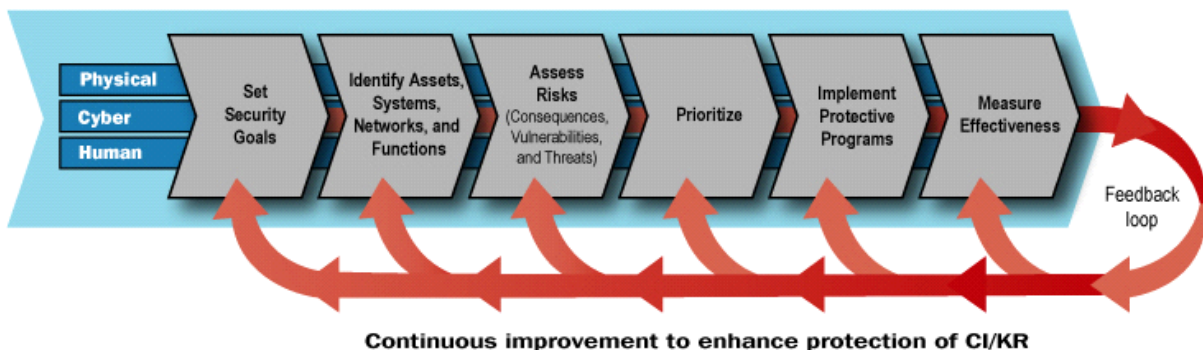 Physical
Cyber
Human
Set
Security
Goals
Identify Assets,
Systems,
Networks, and
Functions
Assess
Risks
(Consequences,
Vulnerabilities,
and Threats)
Prioritize
Implement
Protective
Programs
Measure
Effectiveness
Feedback
loop
Continuous improvement to enhance protection of CI/KR